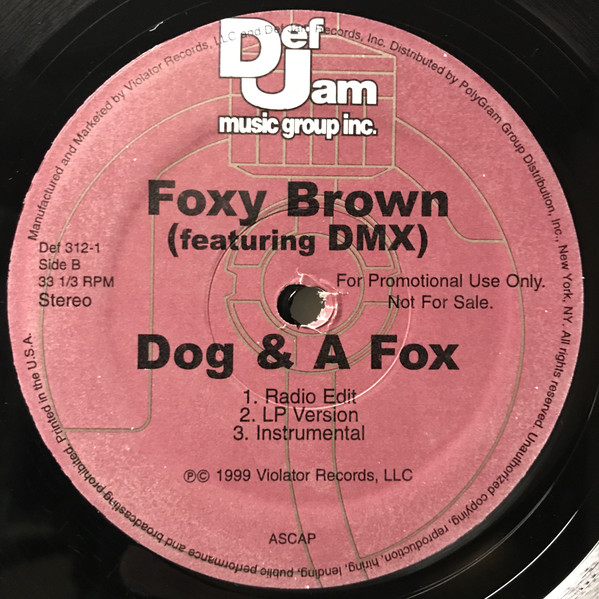 Def
Jam
music group inc.
Foxy Brown
(featuring DMX)
Def 312-1
Side B
33 1/3 RPM
Stereo
For Promotional Use Only.
Not For Sale.
Dog & A Fox
1. Radio Edit
2. LP Version
3. Instrumental
℗© 1999 Violator Records, LLC
ASCAP
Manufactured and Marketed by Violator Records, LLC and Def Jam Records, Inc. Distributed by PolyGram Group Distribution, Inc., New York, NY. All rights reserved. Unauthorized copying, reproduction, hiring, lending, public performance and broadcasting prohibited. Printed in the U.S.A.